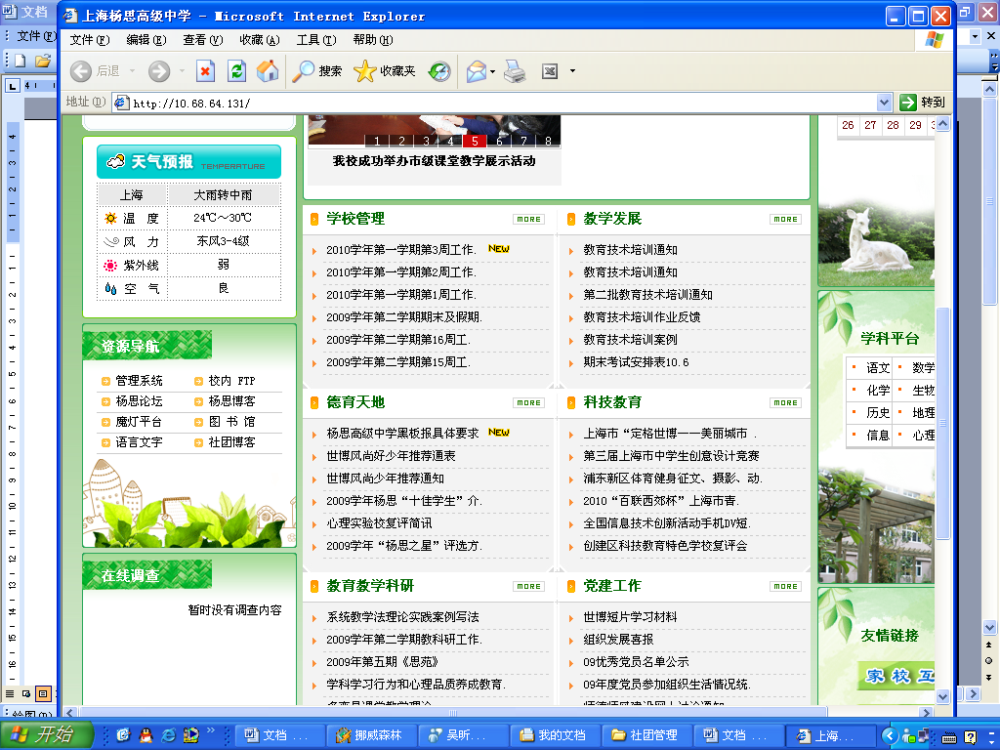 文档
上海杨思高级中学 - Microsoft Internet Explorer
文件(F)
文件(F) 编辑(E) 查看(V) 收藏(A) 工具(T) 帮助(H)
后退 搜索 收藏夹
地址(D) http://10.68.64.131/ 转到
1 2 3 4 5 6 7 8
我校成功举办市级课堂教学展示活动
26 27 28 29
天气预报 TEMPERATURE
上海 大雨转中雨
温 度 24℃～30℃
风 力 东风3-4级
紫外线 弱
空 气 良
资源导航
管理系统 校内 FTP
杨思论坛 杨思博客
魔灯平台 图 书 馆
语言文字 社团博客
在线调查
暂时没有调查内容
学校管理 MORE
2010学年第一学期第3周工作. NEW
2010学年第一学期第2周工作.
2010学年第一学期第1周工作.
2009学年第二学期期末及假期.
2009学年第二学期第16周工.
2009学年第二学期第15周工.
教学发展 MORE
教育技术培训通知
教育技术培训通知
第二批教育技术培训通知
教育技术培训作业反馈
教育技术培训案例
期末考试安排表10.6
德育天地 MORE
杨思高级中学黑板报具体要求 NEW
世博风尚好少年推荐通表
世博风尚少年推荐通知
2009学年杨思“十佳学生”介.
心理实验校复评简讯
2009学年“杨思之星”评选方.
科技教育 MORE
上海市“定格世博——美丽城市 .
第三届上海市中学生创意设计竞赛
浦东新区体育健身征文、摄影、动.
2010“百联西郊杯”上海市青.
全国信息技术创新活动手机DV短.
创建区科技教育特色学校复评会
教育教学科研 MORE
系统教学法理论实践案例写法
2009学年第二学期教科研工作.
2009年第五期《思苑》
学科学习行为和心理品质养成教育.
党建工作 MORE
世博短片学习材料
组织发展喜报
09优秀党员名单公示
09年度党员参加组织生活情况统.
学科平台
语文 数学
化学 生物
历史 地理
信息 心理
友情链接
家 校 互
开始 文档 ... 挪威森林 吴昕... 我的文档 社团管理 文档 ... 上海...